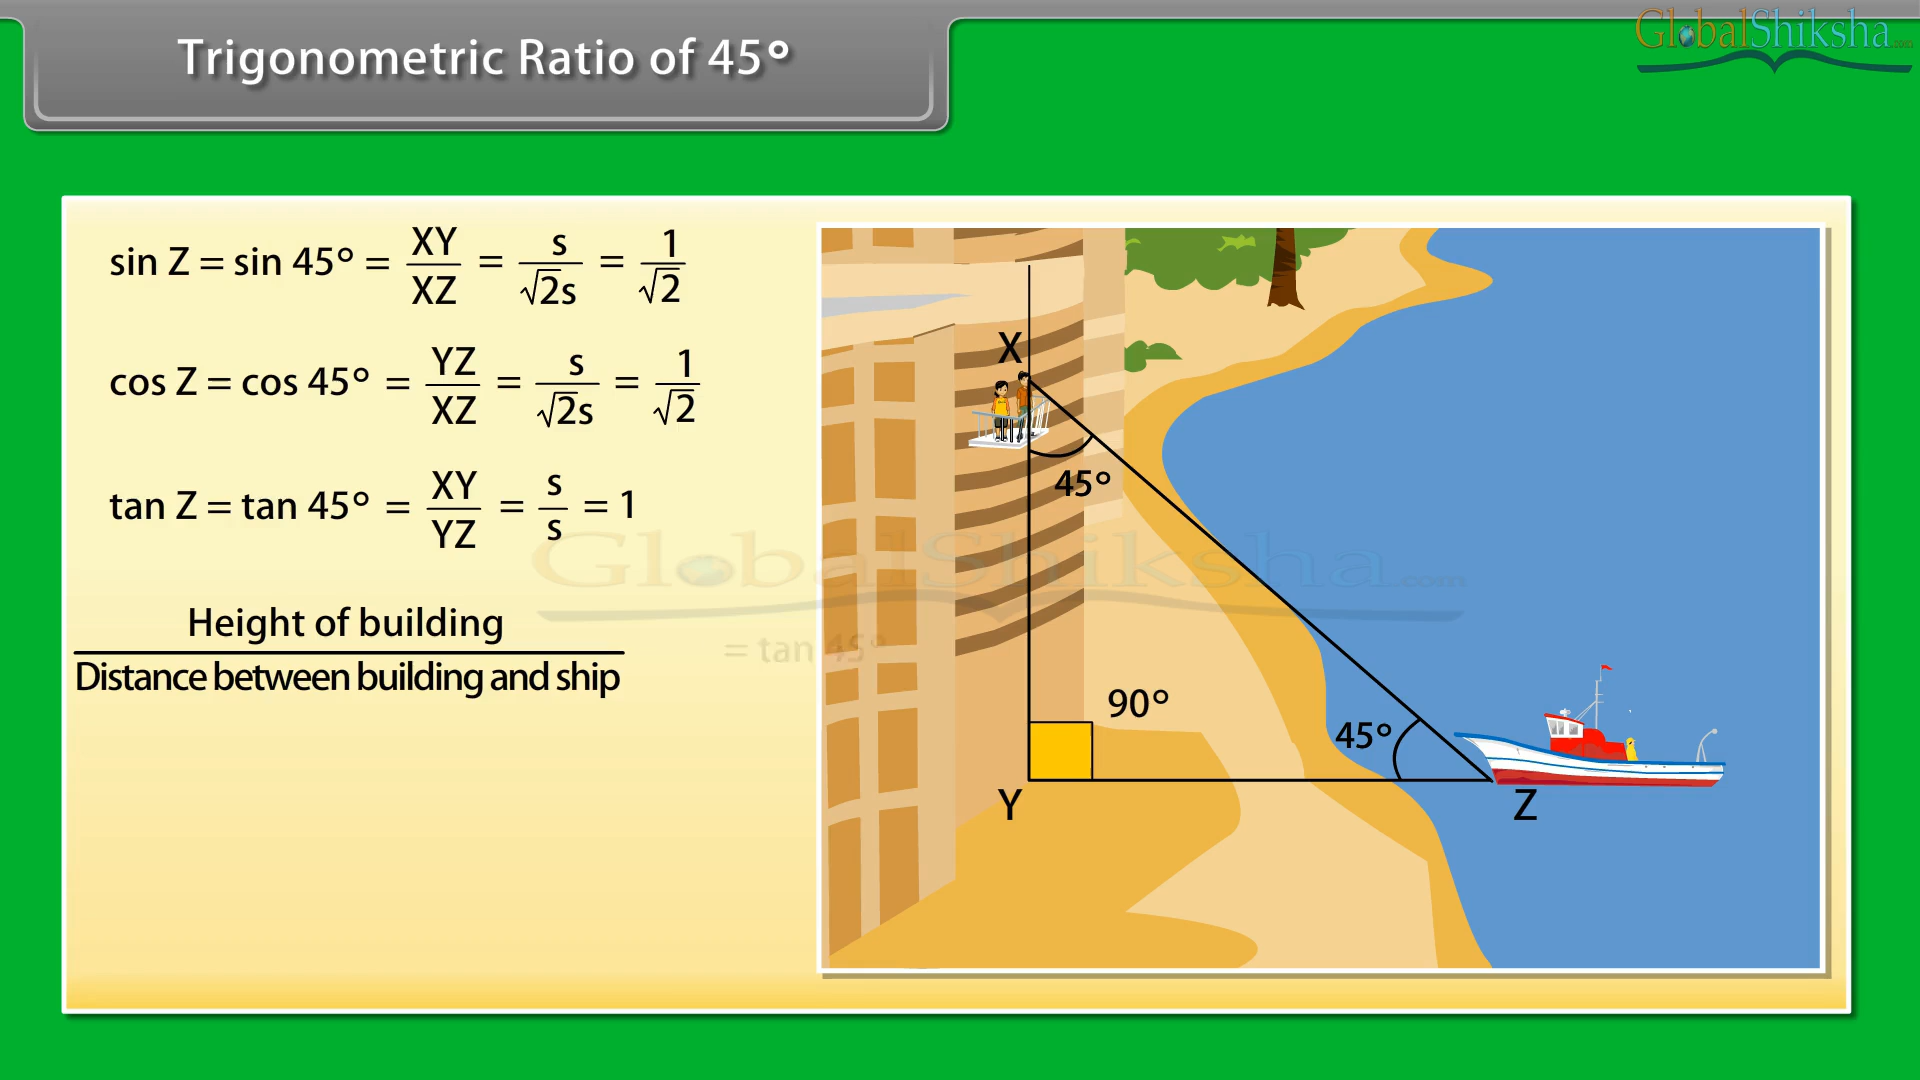 Trigonometric Ratio of 45°
GlobalShiksha.com
sin Z = sin 45° = XY/XZ = s/√2s = 1/√2
cos Z = cos 45° = YZ/XZ = s/√2s = 1/√2
tan Z = tan 45° = XY/YZ = s/s = 1
Height of building
Distance between building and ship
= tan 45°
X
45°
90°
45°
Y
Z
GlobalShiksha.com